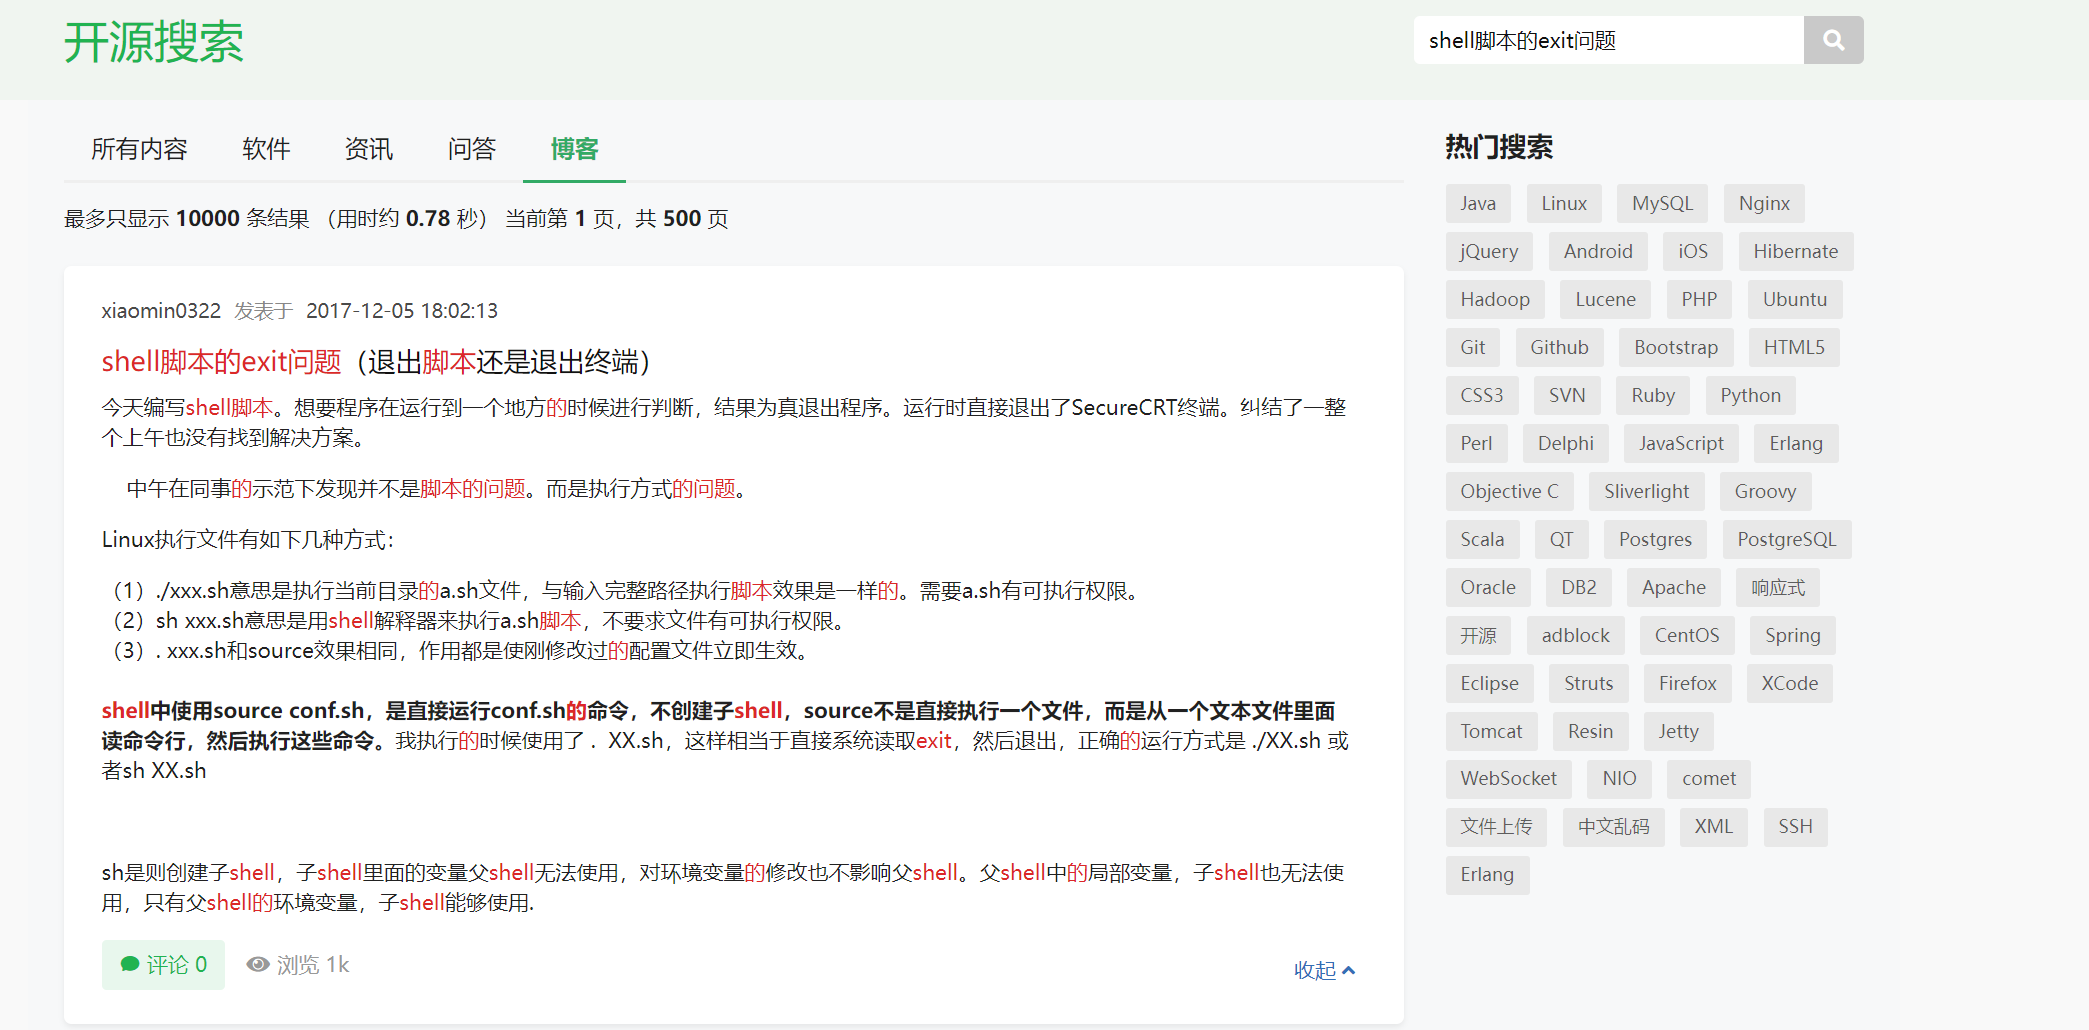 开源搜索
shell脚本的exit问题
所有内容 软件 资讯 问答 博客
最多只显示 10000 条结果 （用时约 0.78 秒） 当前第 1 页，共 500 页
xiaomin0322 发表于 2017-12-05 18:02:13
shell脚本的exit问题（退出脚本还是退出终端）
今天编写shell脚本。想要程序在运行到一个地方的时候进行判断，结果为真退出程序。运行时直接退出了SecureCRT终端。纠结了一整
个上午也没有找到解决方案。
中午在同事的示范下发现并不是脚本的问题。而是执行方式的问题。
Linux执行文件有如下几种方式：
（1）./xxx.sh意思是执行当前目录的a.sh文件，与输入完整路径执行脚本效果是一样的。需要a.sh有可执行权限。
（2）sh xxx.sh意思是用shell解释器来执行a.sh脚本，不要求文件有可执行权限。
（3）. xxx.sh和source效果相同，作用都是使刚修改过的配置文件立即生效。
shell中使用source conf.sh，是直接运行conf.sh的命令，不创建子shell，source不是直接执行一个文件，而是从一个文本文件里面
读命令行，然后执行这些命令。我执行的时候使用了 . XX.sh，这样相当于直接系统读取exit，然后退出，正确的运行方式是 ./XX.sh 或
者sh XX.sh
sh是则创建子shell，子shell里面的变量父shell无法使用，对环境变量的修改也不影响父shell。父shell中的局部变量，子shell也无法使
用，只有父shell的环境变量，子shell能够使用.
评论 0 浏览 1k
收起
热门搜索
Java Linux MySQL Nginx
jQuery Android iOS Hibernate
Hadoop Lucene PHP Ubuntu
Git Github Bootstrap HTML5
CSS3 SVN Ruby Python
Perl Delphi JavaScript Erlang
Objective C Sliverlight Groovy
Scala QT Postgres PostgreSQL
Oracle DB2 Apache 响应式
开源 adblock CentOS Spring
Eclipse Struts Firefox XCode
Tomcat Resin Jetty
WebSocket NIO comet
文件上传 中文乱码 XML SSH
Erlang